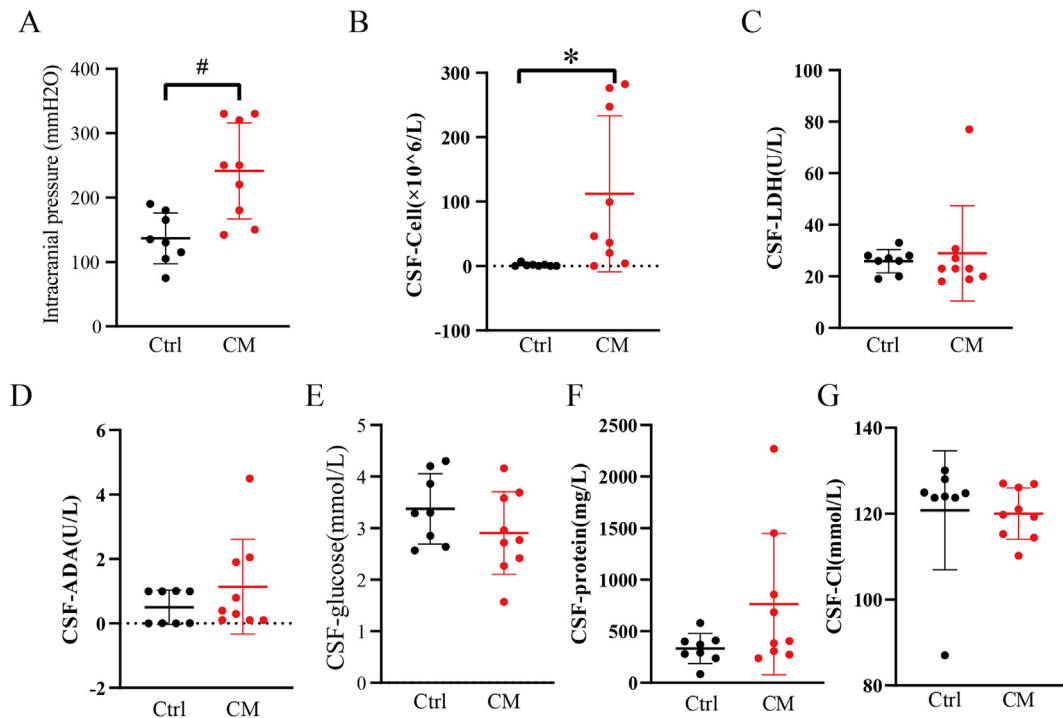 A
Intracranial pressure (mmH2O)
400
300
200
100
0
#
Ctrl
CM
B
CSF-Cell(×10^6/L)
300
200
100
0
-100
*
Ctrl
CM
C
CSF-LDH(U/L)
100
80
60
40
20
0
Ctrl
CM
D
CSF-ADA(U/L)
6
4
2
0
-2
Ctrl
CM
E
CSF-glucose(mmol/L)
5
4
3
2
1
0
Ctrl
CM
F
CSF-protein(mg/L)
2500
2000
1500
1000
500
0
Ctrl
CM
G
CSF-Cl(mmol/L)
140
120
100
80
Ctrl
CM